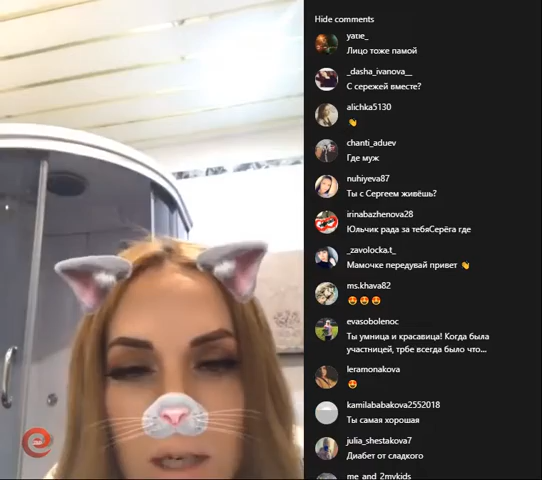 Hide comments
yatie_
Лицо тоже памой
_dasha_ivanova__
С сережей вместе?
alichka5130
chanti_aduev
Где муж
nuhiyeva87
Ты с Сергеем живёшь?
irinabazhenova28
Юльчик рада за тебяСерёга где
_zavolocka.t_
Мамочке передувай привет
ms.khava82
evasobolenoc
Ты умница и красавица! Когда была
участницей, трбе всегда было что...
leramonakova
kamilababakova2552018
Ты самая хорошая
julia_shestakova7
Диабет от сладкого
me_and_2mykids